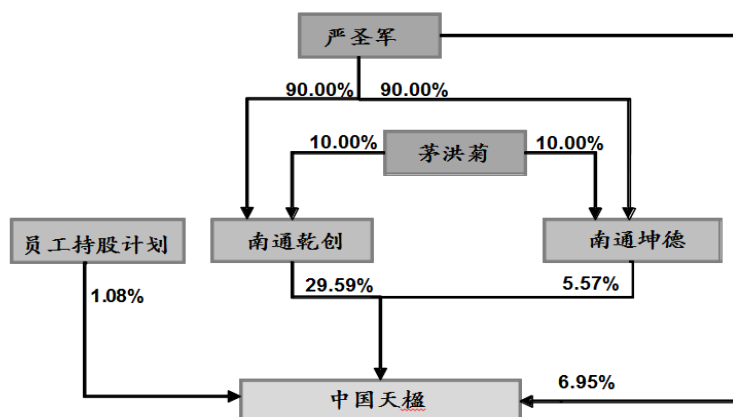 严圣军
90.00%
90.00%
10.00%
茅洪菊
10.00%
员工持股计划
南通乾创
南通坤德
1.08%
29.59%
5.57%
中国天楹
6.95%